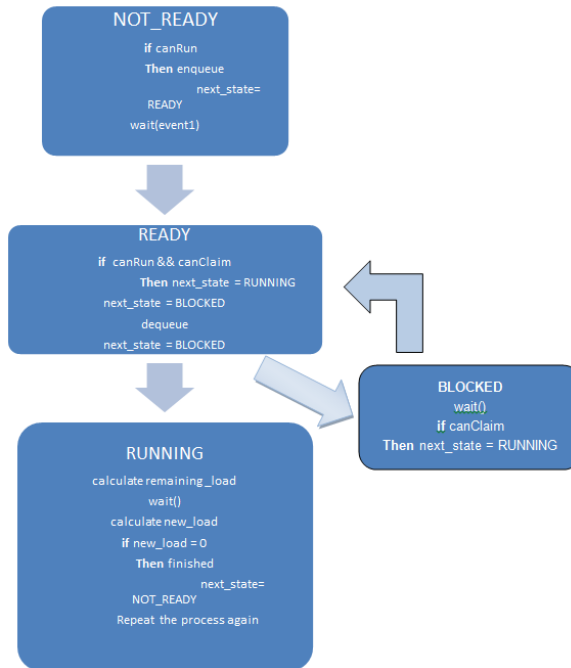 NOT_READY
if canRun
Then enqueue
next_state=
READY
wait(event1)
READY
if canRun && canClaim
Then next_state = RUNNING
next_state = BLOCKED
dequeue
next_state = BLOCKED
BLOCKED
wait()
if canClaim
Then next_state = RUNNING
RUNNING
calculate remaining_load
wait()
calculate new_load
if new_load = 0
Then finished
next_state=
NOT_READY
Repeat the process again